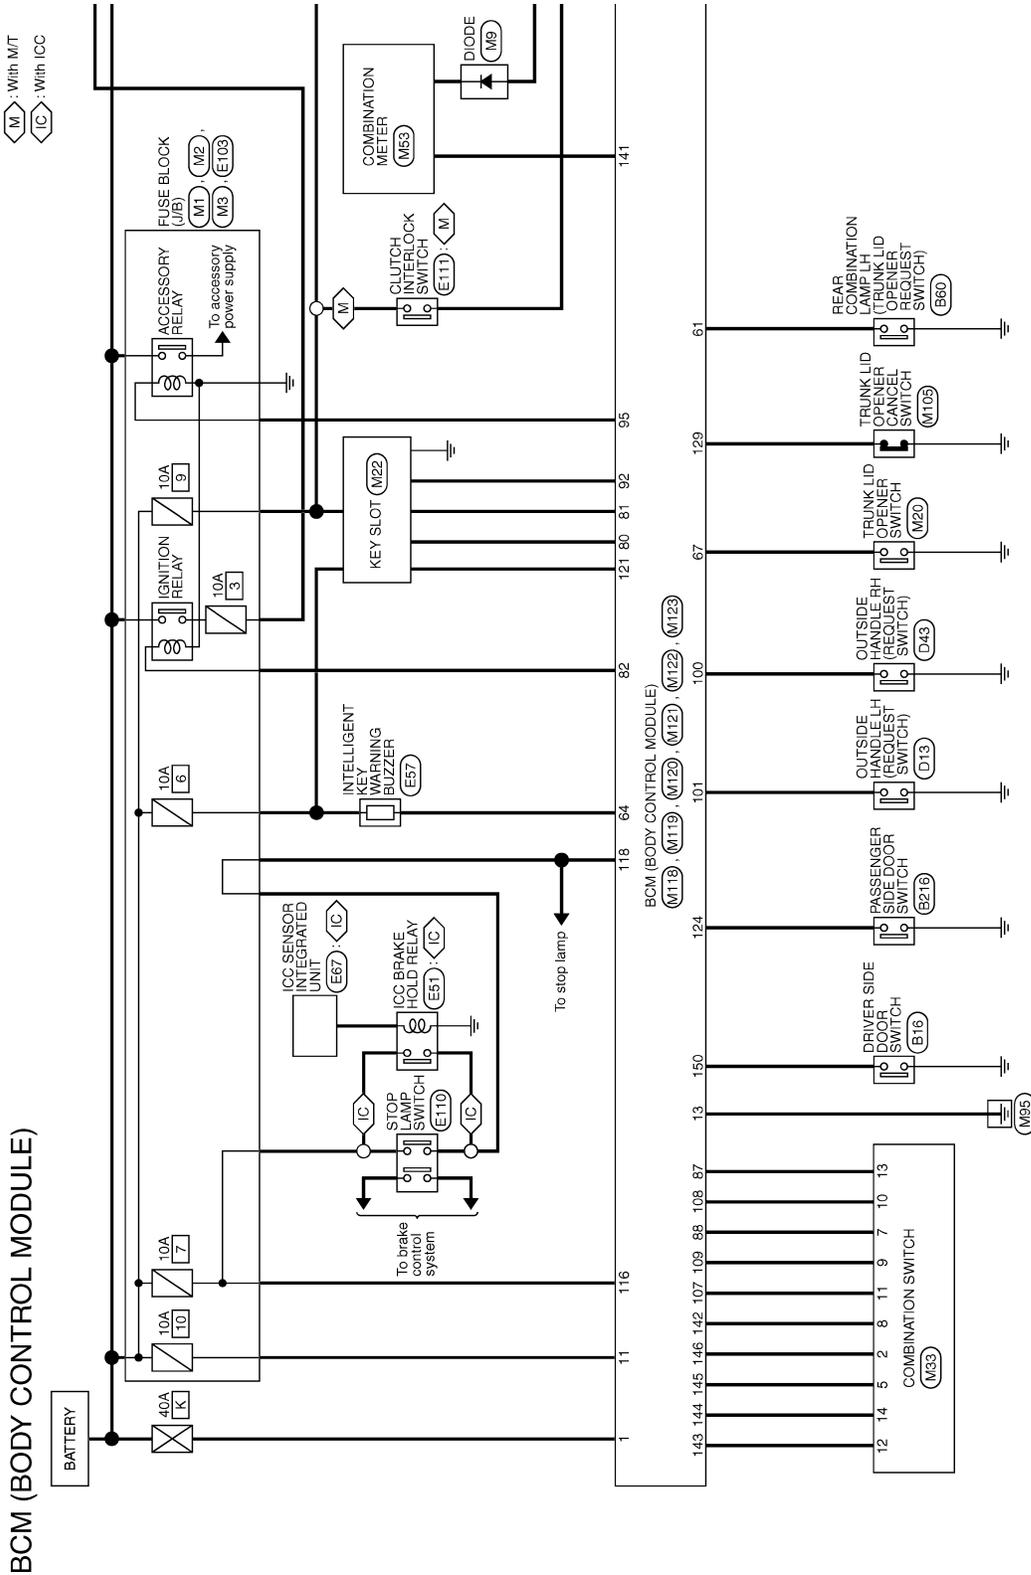 BCM (BODY CONTROL MODULE)
M : With M/T
IC : With ICC
BATTERY
40A
K
10A
10
10A
7
10A
6
IGNITION
RELAY
10A
3
10A
9
ACCESSORY
RELAY
To accessory
power supply
FUSE BLOCK
(J/B)
M1 , M2 ,
M3 , E103
To brake
control
system
STOP
LAMP
SWITCH
E110
IC
IC
ICC SENSOR
INTEGRATED
UNIT
E67 : IC
ICC BRAKE
HOLD RELAY
E51 : IC
To stop lamp
INTELLIGENT
KEY
WARNING
BUZZER
E57
KEY SLOT M22
M
CLUTCH
INTERLOCK
SWITCH
E111 : M
COMBINATION
METER
M53
DIODE
M9
1
11
116
118
64
82
121
80
81
92
95
141
BCM (BODY CONTROL MODULE)
M118 , M119 , M120 , M121 , M122 , M123
143
144
145
146
142
107
109
88
108
87
13
150
124
101
100
67
129
61
12
14
5
2
8
11
9
7
10
13
COMBINATION SWITCH
M33
M95
DRIVER SIDE
DOOR
SWITCH
B16
PASSENGER
SIDE DOOR
SWITCH
B216
OUTSIDE
HANDLE LH
(REQUEST
SWITCH)
D13
OUTSIDE
HANDLE RH
(REQUEST
SWITCH)
D43
TRUNK LID
OPENER
SWITCH
M20
TRUNK LID
OPENER
CANCEL
SWITCH
M105
REAR
COMBINATION
LAMP LH
(TRUNK LID
OPENER
REQUEST
SWITCH)
B60